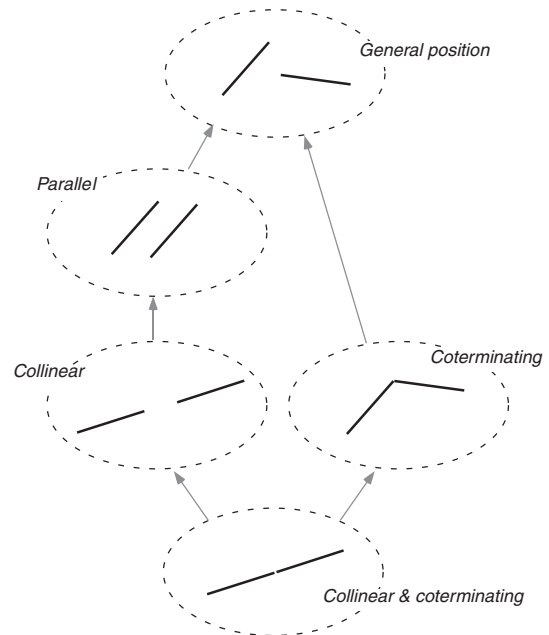 General position
Parallel
Collinear
Coterminating
Collinear & coterminating